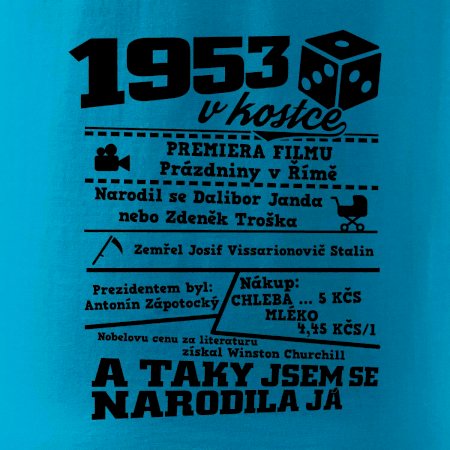 1953
v kostce
PREMIERA FILMU
Prázdniny v Římě
Narodil se Dalibor Janda
nebo Zdeněk Troška
Zemřel Josif Vissarionovič Stalin
Prezidentem byl:
Antonín Zápotocký
Nákup:
CHLEBA ... 5 KČS
MLÉKO
4,45 KČS/l
Nobelovu cenu za literaturu
získal Winston Churchill
A TAKY JSEM SE
NARODILA JÁ